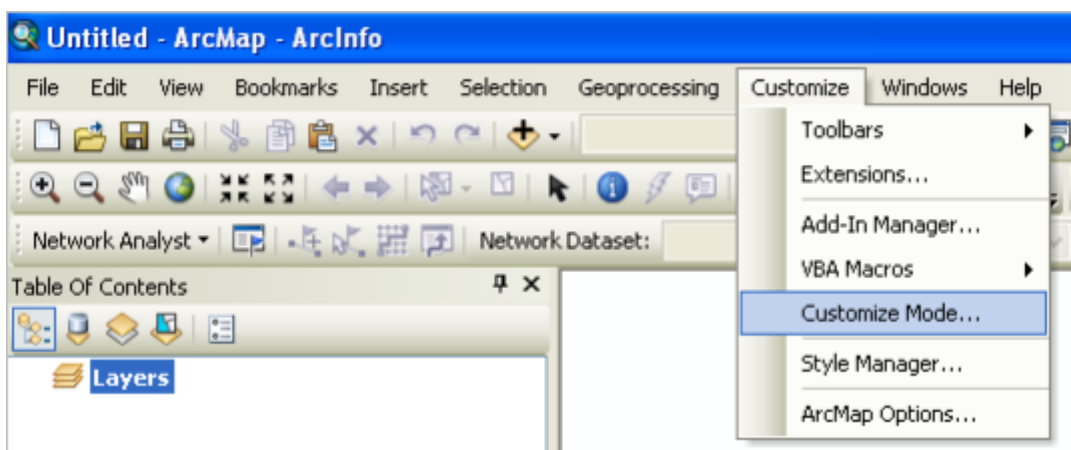 Untitled - ArcMap - ArcInfo
File Edit View Bookmarks Insert Selection Geoprocessing Customize Windows Help
Toolbars
Extensions...
Add-In Manager...
VBA Macros
Customize Mode...
Style Manager...
ArcMap Options...
Network Analyst Network Dataset:
Table Of Contents
Layers